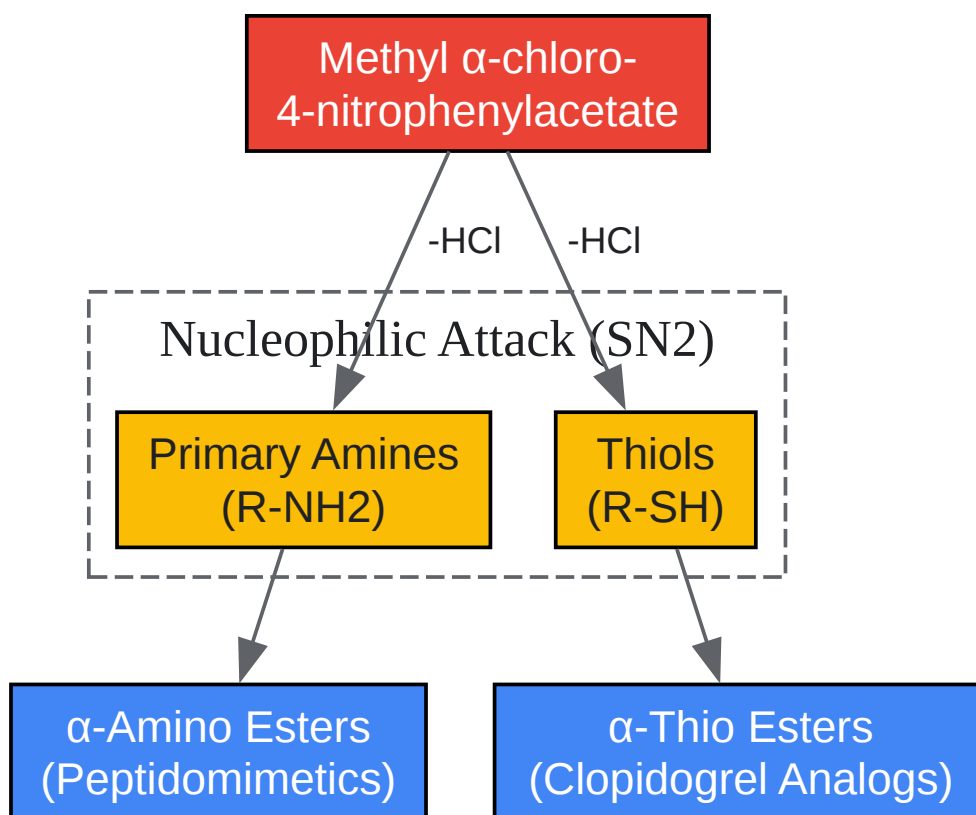 Methyl α-chloro-
4-nitrophenylacetate
-HCl
-HCl
Nucleophilic Attack (SN2)
Primary Amines
(R-NH2)
Thiols
(R-SH)
α-Amino Esters
(Peptidomimetics)
α-Thio Esters
(Clopidogrel Analogs)